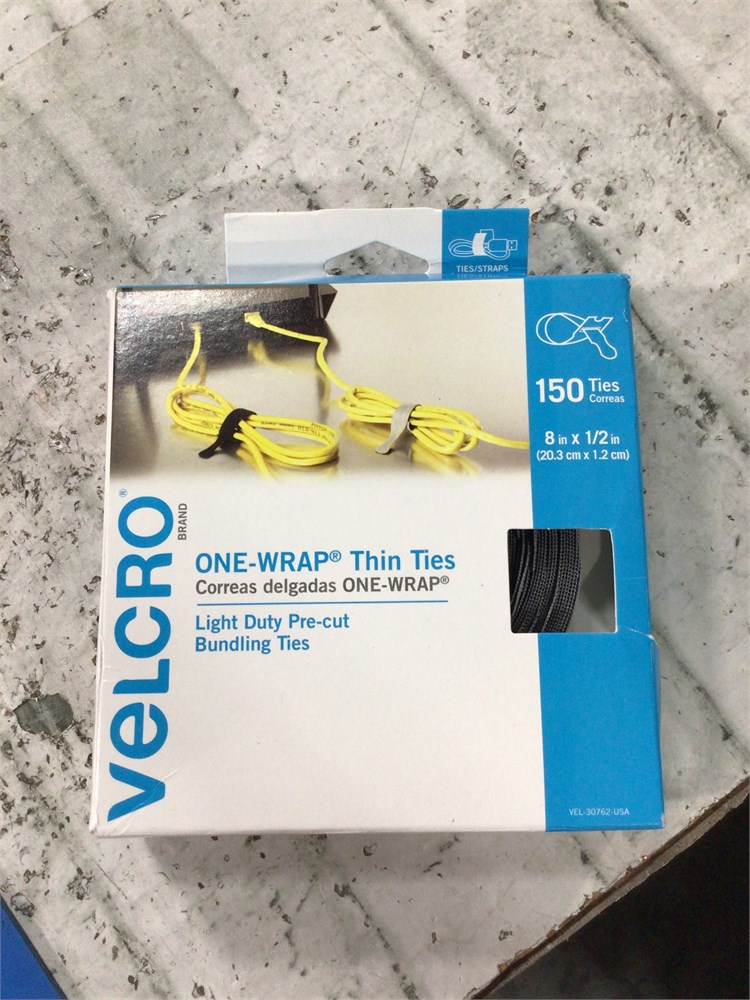 TIES/STRAPS
150 Ties
Correas
8 in x 1/2 in
(20.3 cm x 1.2 cm)
VELCRO®
BRAND
ONE-WRAP® Thin Ties
Correas delgadas ONE-WRAP®
Light Duty Pre-cut
Bundling Ties
VEL-30762-USA